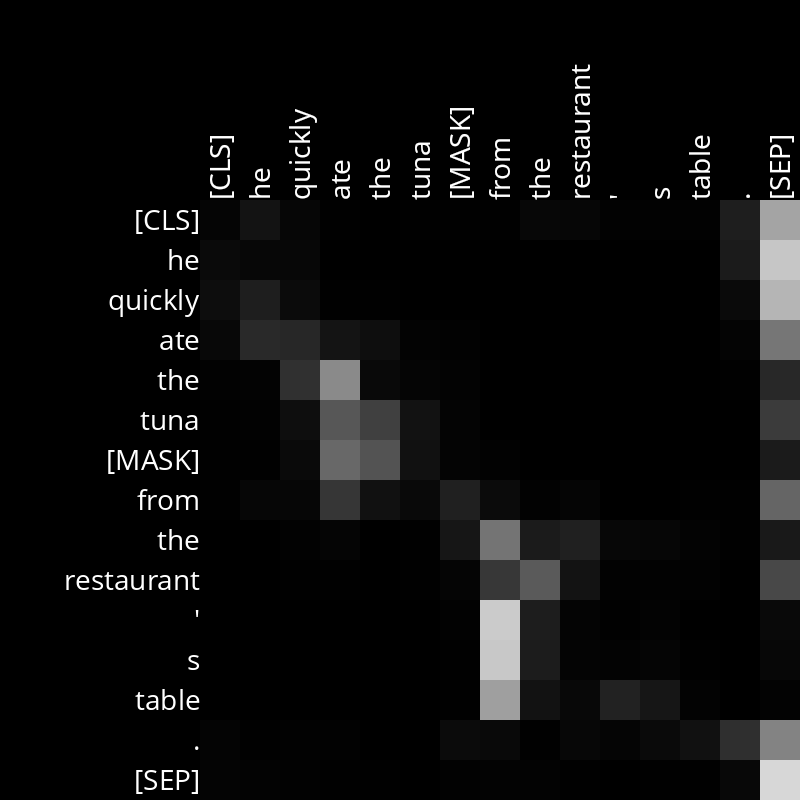 [CLS] he quickly ate the tuna [MASK] from the restaurant ' s table . [SEP]
[CLS]
he
quickly
ate
the
tuna
[MASK]
from
the
restaurant
'
s
table
.
[SEP]